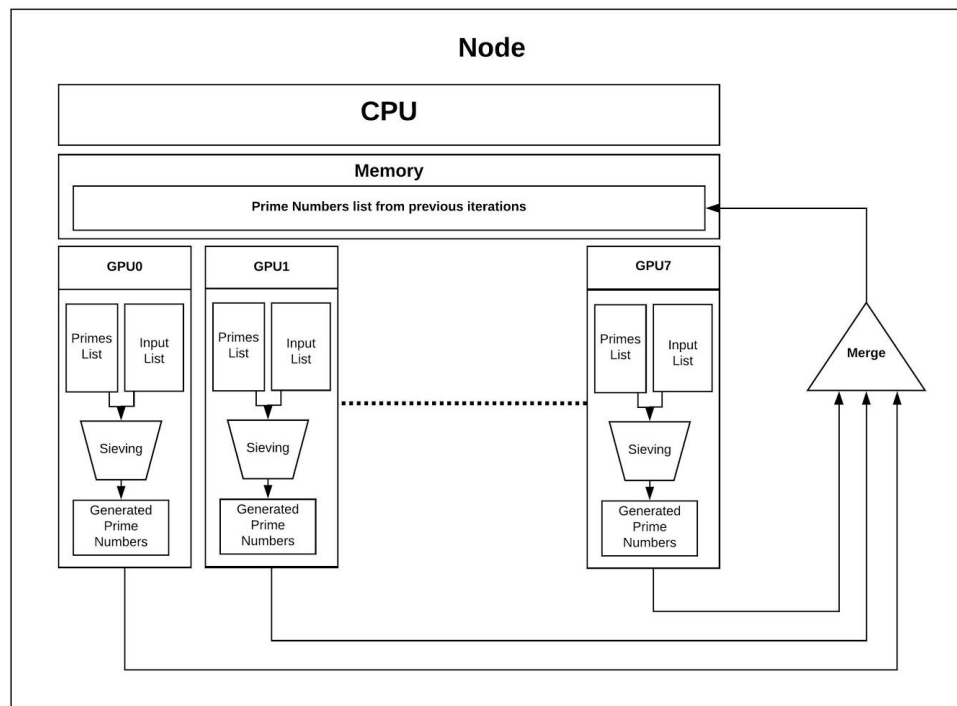 Node
CPU
Memory
Prime Numbers list from previous iterations
GPU0
GPU1
GPU7
Primes
List
Input
List
Primes
List
Input
List
Primes
List
Input
List
Merge
Sieving
Sieving
Sieving
Generated
Prime
Numbers
Generated
Prime
Numbers
Generated
Prime
Numbers